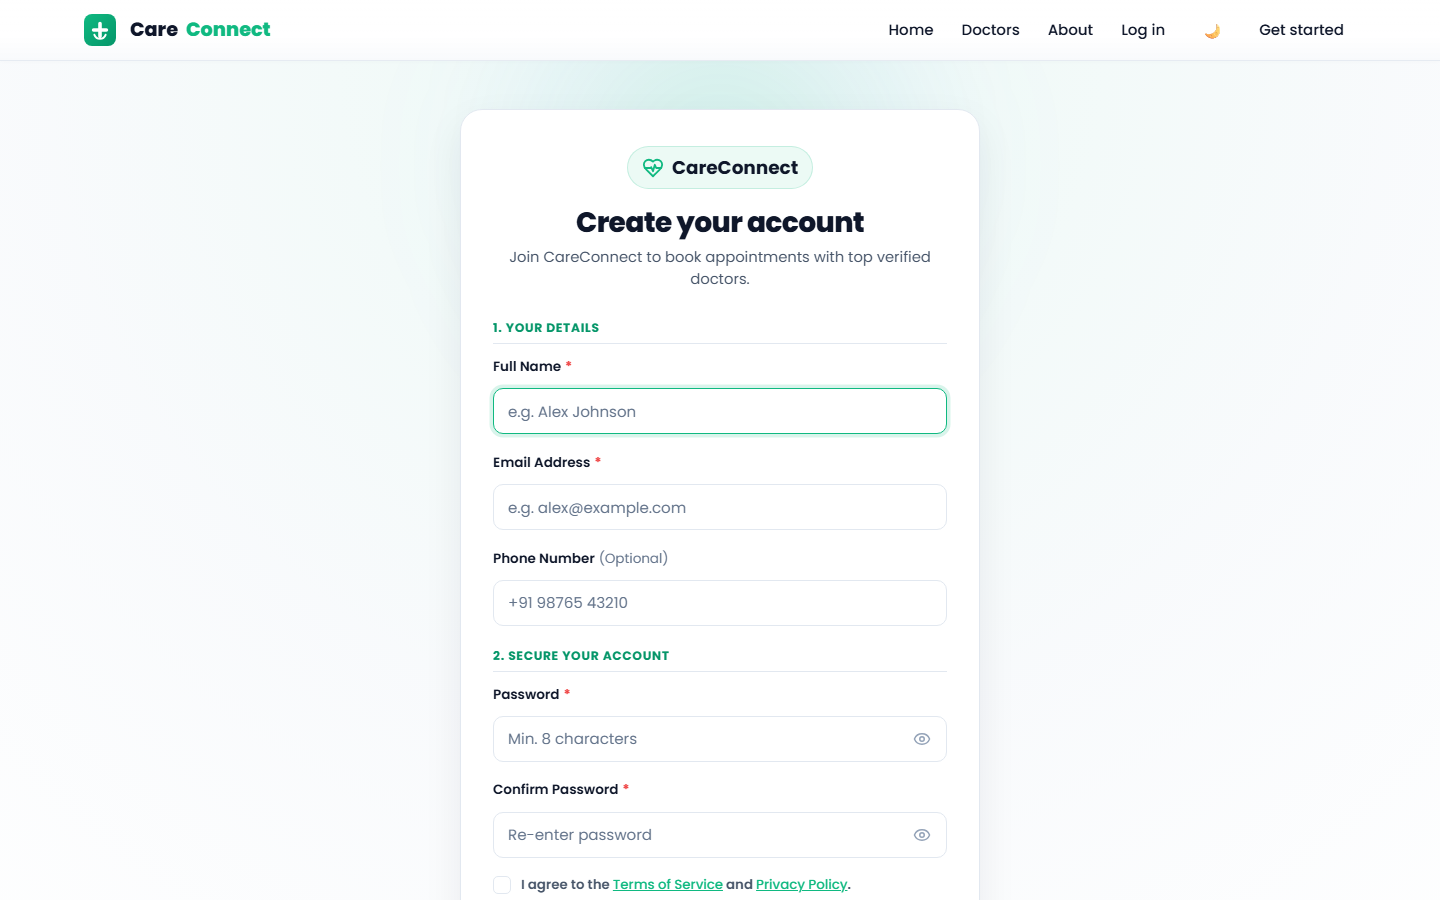 Care Connect
Home Doctors About Log in Get started
CareConnect
Create your account
Join CareConnect to book appointments with top verified
doctors.
1. YOUR DETAILS
Full Name *
e.g. Alex Johnson
Email Address *
e.g. alex@example.com
Phone Number (Optional)
+91 98765 43210
2. SECURE YOUR ACCOUNT
Password *
Min. 8 characters
Confirm Password *
Re-enter password
I agree to the Terms of Service and Privacy Policy.